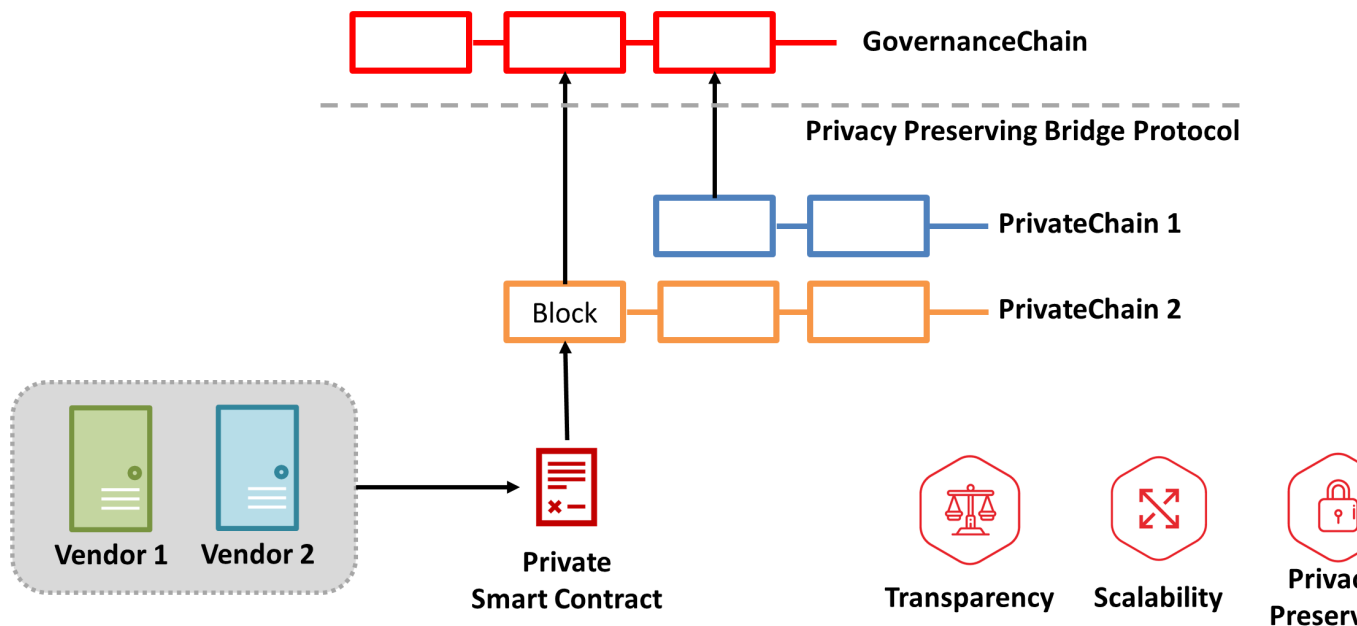 GovernanceChain
Privacy Preserving Bridge Protocol
PrivateChain 1
Block
PrivateChain 2
Vendor 1
Vendor 2
Private
Smart Contract
Transparency
Scalability